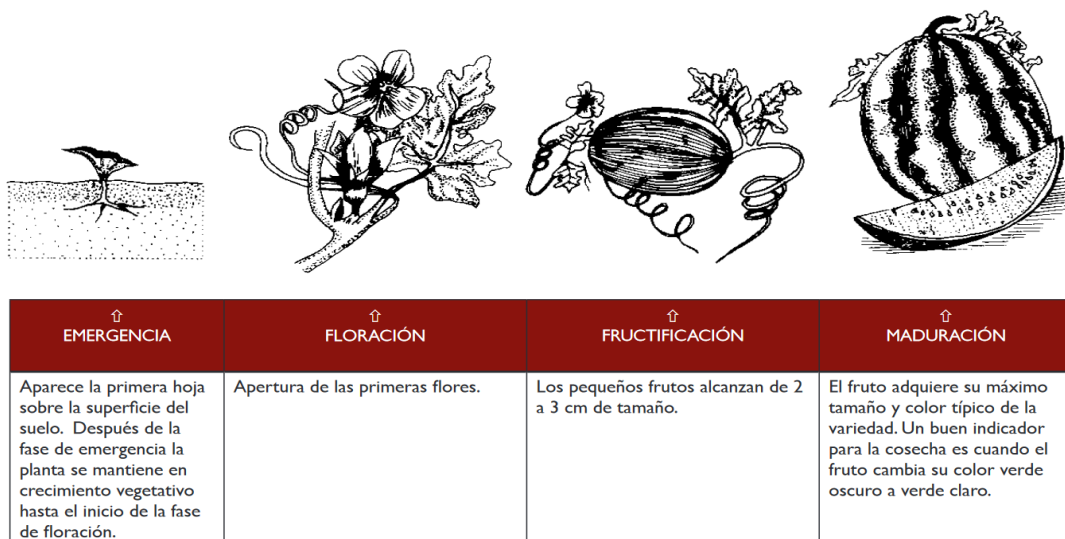 ⇧
EMERGENCIA
⇧
FLORACIÓN
⇧
FRUCTIFICACIÓN
⇧
MADURACIÓN
Aparece la primera hoja
sobre la superficie del
suelo. Después de la
fase de emergencia la
planta se mantiene en
crecimiento vegetativo
hasta el inicio de la fase
de floración.
Apertura de las primeras flores.
Los pequeños frutos alcanzan de 2
a 3 cm de tamaño.
El fruto adquiere su máximo
tamaño y color típico de la
variedad. Un buen indicador
para la cosecha es cuando el
fruto cambia su color verde
oscuro a verde claro.